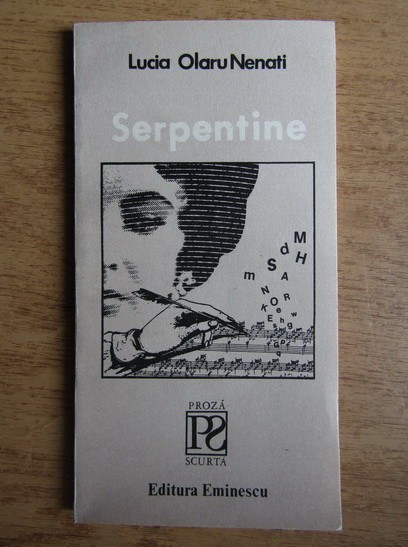 Lucia Olaru Nenati
Serpentine
M
d H
S
m A
N O R
K e
E h w
s g
PROZĂ
PS
SCURTĂ
Editura Eminescu